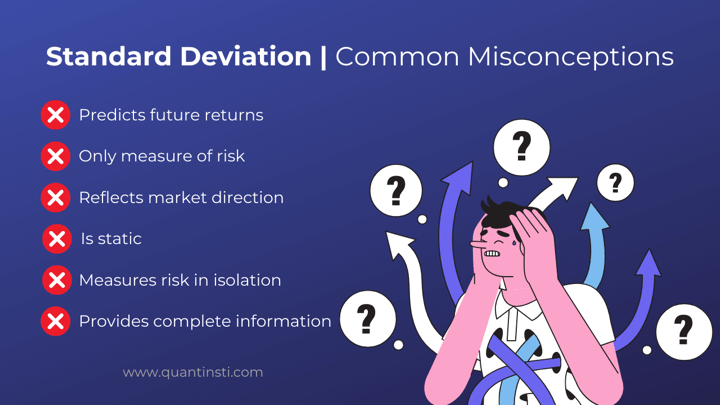 Standard Deviation | Common Misconceptions
Predicts future returns
Only measure of risk
Reflects market direction
Is static
Measures risk in isolation
Provides complete information
www.quantinsti.com
?
?
?
?
?